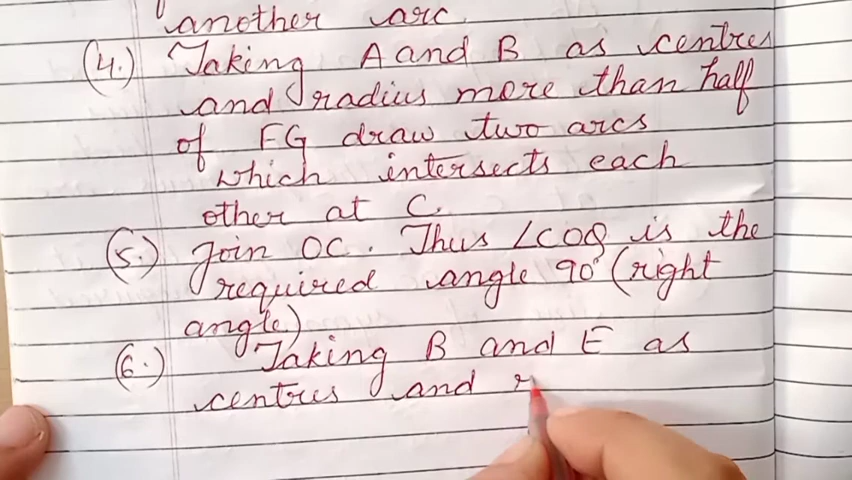 another arc
(4.) Taking A and B as centres
and radius more than half
of FG draw two arcs
which intersects each
other at C.
(5.) Join OC. Thus ∠COQ is the
required angle 90° (right
angle)
(6.) Taking B and E as
centres and r